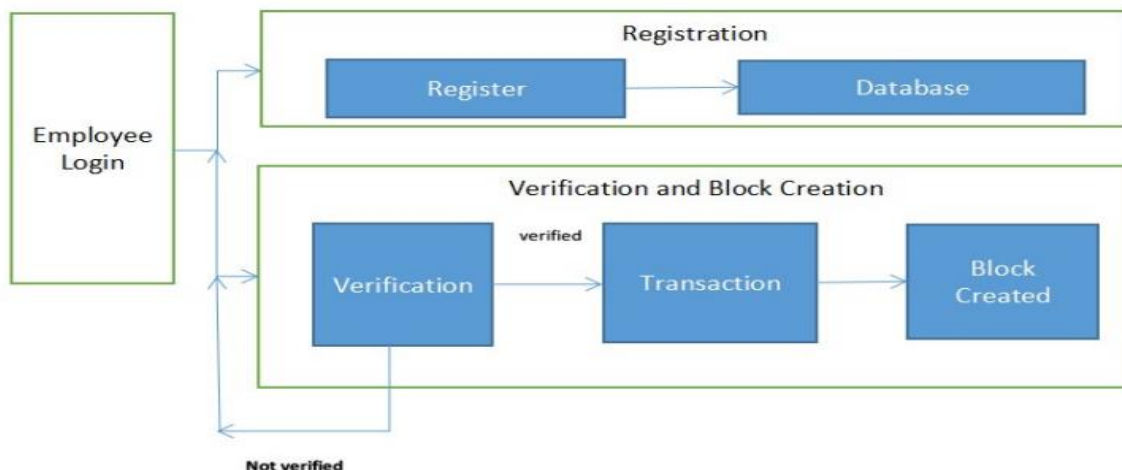 Employee
Login
Registration
Register
Database
Verification and Block Creation
Verification
verified
Transaction
Block
Created
Not verified